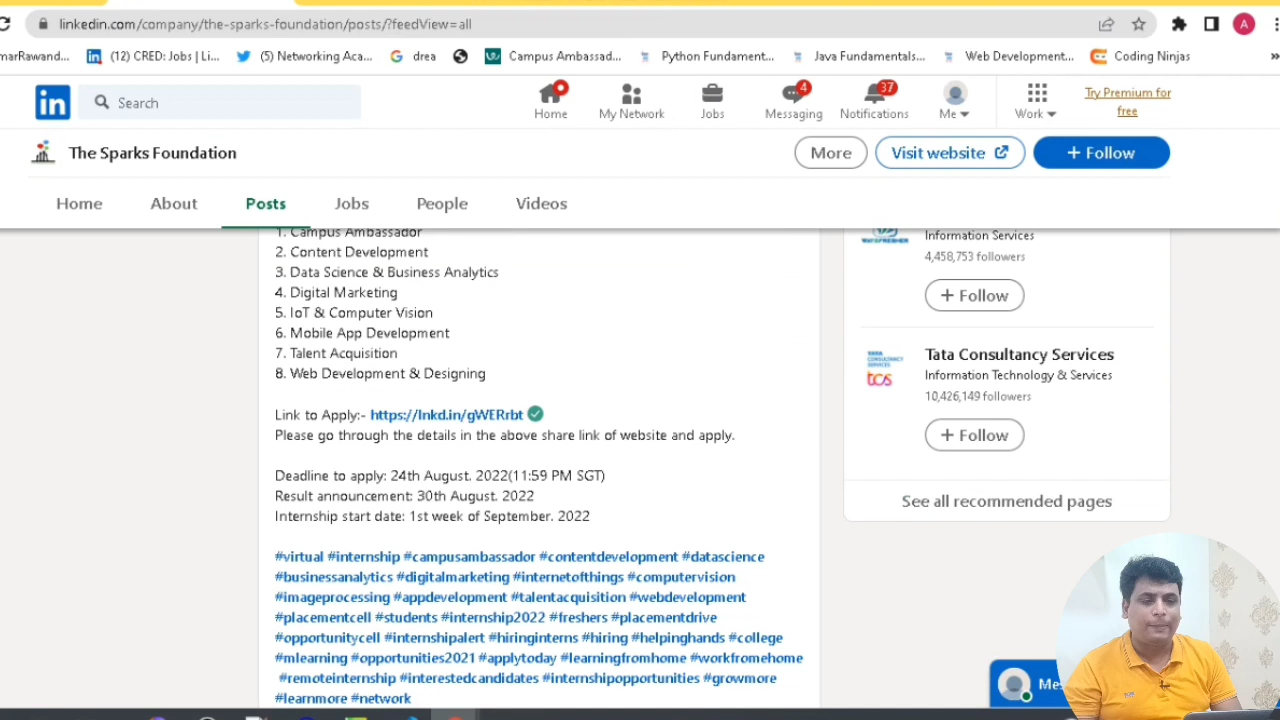 linkedin.com/company/the-sparks-foundation/posts/?feedView=all
A
marRawand...
(12) CRED: Jobs | Li...
(5) Networking Aca...
drea
Campus Ambassad...
Python Fundament...
Java Fundamentals...
Web Development...
Coding Ninjas
»
in
Search
Home
My Network
Jobs
4
Messaging
37
Notifications
Me
Work
Try Premium for
free
The Sparks Foundation
More
Visit website
+ Follow
Home
About
Posts
Jobs
People
Videos
1. Campus Ambassador
2. Content Development
3. Data Science & Business Analytics
4. Digital Marketing
5. IoT & Computer Vision
6. Mobile App Development
7. Talent Acquisition
8. Web Development & Designing
Link to Apply:- https://lnkd.in/gWERrbt
Please go through the details in the above share link of website and apply.
Deadline to apply: 24th August. 2022(11:59 PM SGT)
Result announcement: 30th August. 2022
Internship start date: 1st week of September. 2022
#virtual #internship #campusambassador #contentdevelopment #datascience
#businessanalytics #digitalmarketing #internetofthings #computervision
#imageprocessing #appdevelopment #talentacquisition #webdevelopment
#placementcell #students #internship2022 #freshers #placementdrive
#opportunitycell #internshipalert #hiringinterns #hiring #helpinghands #college
#mlearning #opportunities2021 #applytoday #learningfromhome #workfromehome
#remoteinternship #interestedcandidates #internshipopportunities #growmore
#learnmore #network
Information Services
4,458,753 followers
+ Follow
TATA
CONSULTANCY
SERVICES
tcs
Tata Consultancy Services
Information Technology & Services
10,426,149 followers
+ Follow
See all recommended pages
Mes